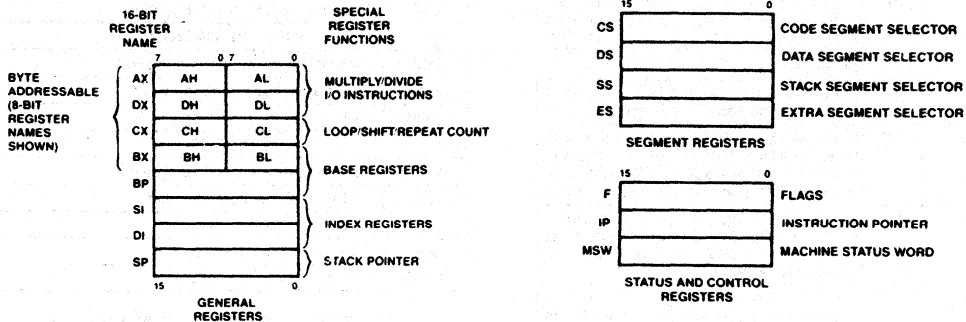 16-BIT
REGISTER
NAME
SPECIAL
REGISTER
FUNCTIONS
7 0 7 0
BYTE
ADDRESSABLE
(8-BIT
REGISTER
NAMES
SHOWN)
AX AH AL
DX DH DL
CX CH CL
BX BH BL
BP
SI
DI
SP
MULTIPLY/DIVIDE
I/O INSTRUCTIONS
LOOP/SHIFT/REPEAT COUNT
BASE REGISTERS
INDEX REGISTERS
STACK POINTER
15 0
GENERAL
REGISTERS
15 0
CS CODE SEGMENT SELECTOR
DS DATA SEGMENT SELECTOR
SS STACK SEGMENT SELECTOR
ES EXTRA SEGMENT SELECTOR
SEGMENT REGISTERS
15 0
F FLAGS
IP INSTRUCTION POINTER
MSW MACHINE STATUS WORD
STATUS AND CONTROL
REGISTERS